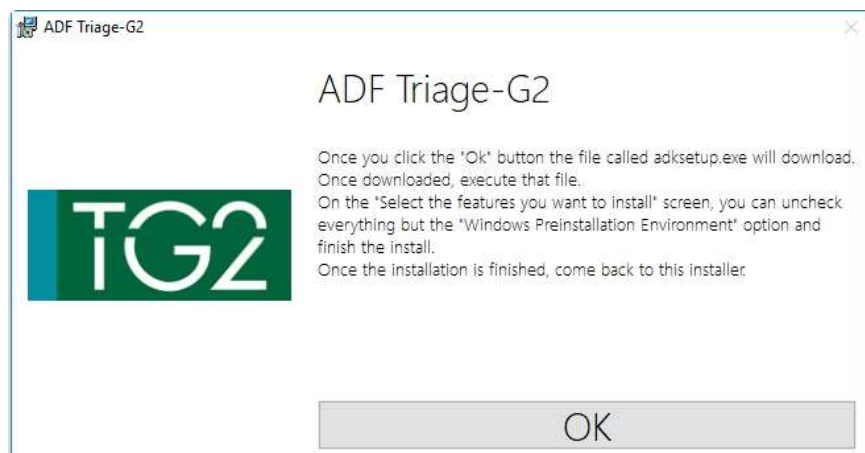 ADF Triage-G2
ADF Triage-G2
Once you click the "Ok" button the file called adksetup.exe will download.
Once downloaded, execute that file.
On the "Select the features you want to install" screen, you can uncheck
everything but the "Windows Preinstallation Environment" option and
finish the install.
Once the installation is finished, come back to this installer.
TG2
OK